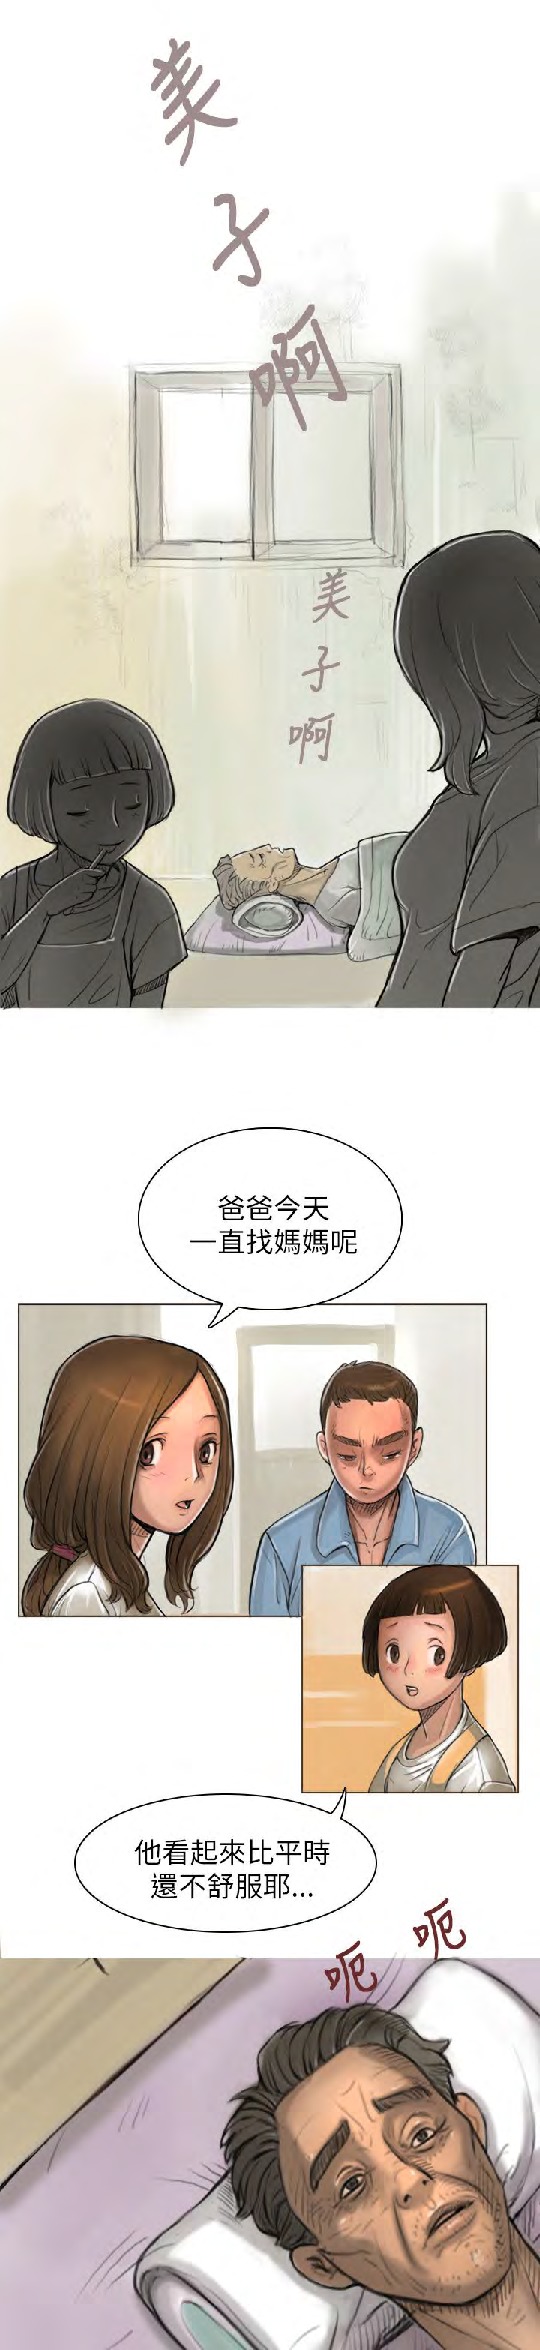 美子啊
美子啊
爸爸今天
一直找媽媽呢
他看起來比平時
還不舒服耶...
呃
呃